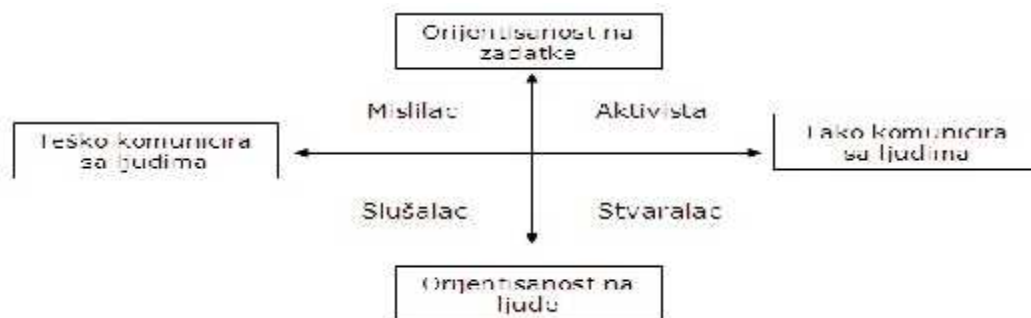 Orijentisanost na
zadatke
Mislilac
Aktivista
Teško komunicira
sa ljudima
Lako komunicira
sa ljudima
Slušalac
Stvaralac
Orijentisanost na
ljude